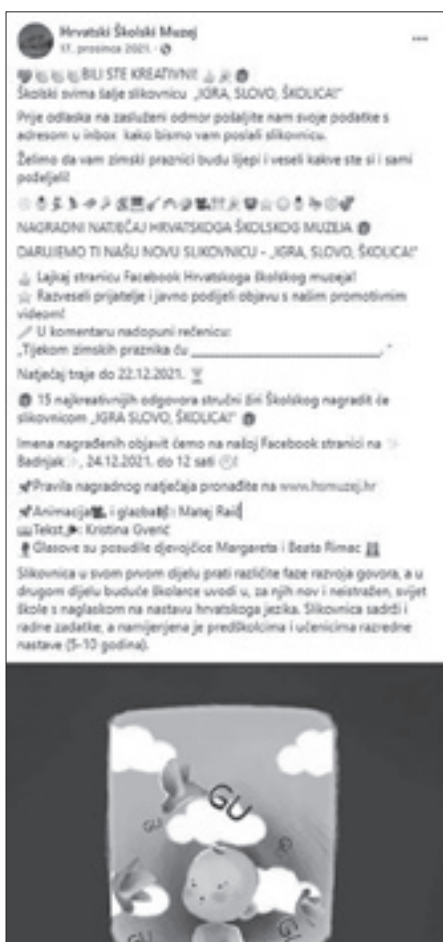 Hrvatski Školski Muzej
17. prosinca 2021. ·
BILI STE KREATIVNI!
Školski svima šalje slikovnicu „IGRA, SLOVO, ŠKOLICA!“
Prije odlaska na zasluženi odmor pošaljite nam svoje podatke s
adresom u inbox kako bismo vam poslali slikovnicu.
Želimo da vam zimski praznici budu lijepi i veseli kakve ste si i sami
poželjeli!
NAGRADNI NATJEČAJ HRVATSKOGA ŠKOLSKOG MUZEJA
DARUJEMO TI NAŠU NOVU SLIKOVNICU – „IGRA, SLOVO, ŠKOLICA!“
Lajkaj stranicu Facebook Hrvatskoga školskog muzeja!
Razveseli prijatelje i javno podijeli objavu s našim promotivnim
videom!
U komentaru nadopuni rečenicu:
„Tijekom zimskih praznika ću ______________________________.“
Natječaj traje do 22.12.2021.
15 najkreativnijih odgovora stručni žiri Školskog nagradit će
slikovnicom „IGRA SLOVO, ŠKOLICA!“
Imena nagrađenih objavit ćemo na našoj Facebook stranici na
Badnjak, 24.12.2021. do 12 sati!
Pravila nagradnog natječaja pronađite na www.hsmuzej.hr
Animacija i glazba: Matej Raič
Tekst: Kristina Gverić
Glasove su posudile djevojčice Margareta i Beata Rimac
Slikovnica u svom prvom dijelu prati različite faze razvoja govora, a u
drugom dijelu buduće školarce uvodi u, za njih nov i neistražen, svijet
škole s naglaskom na nastavu hrvatskoga jezika. Slikovnica sadrži i
radne zadatke, a namijenjena je predškolcima i učenicima razredne
nastave (5-10 godina).
GU
GU
GI
GI